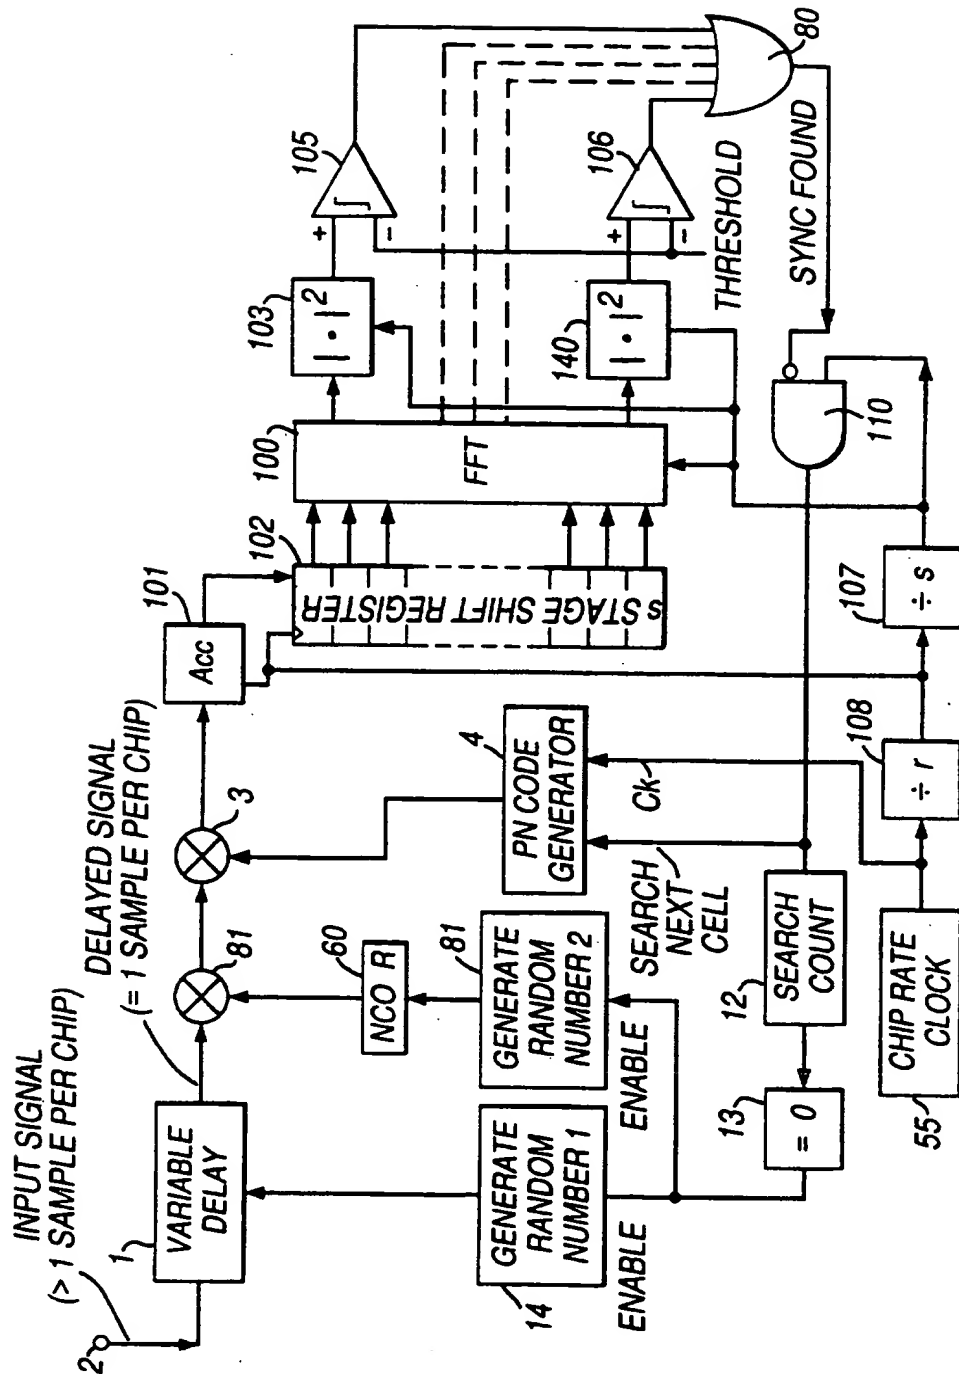 INPUT SIGNAL
(> 1 SAMPLE PER CHIP)
2
1
VARIABLE
DELAY
DELAYED SIGNAL
(= 1 SAMPLE PER CHIP)
81
3
101
Acc
60
NCO R
14
GENERATE
RANDOM
NUMBER 1
ENABLE
81
GENERATE
RANDOM
NUMBER 2
ENABLE
4
PN CODE
GENERATOR
SEARCH
NEXT
CELL
Ck
102
s STAGE SHIFT REGISTER
100
FFT
103
|•|²
140
|•|²
105
+
−
106
+
−
THRESHOLD
80
SYNC FOUND
110
13
= 0
12
SEARCH
COUNT
55
CHIP RATE
CLOCK
108
÷ r
107
÷ s